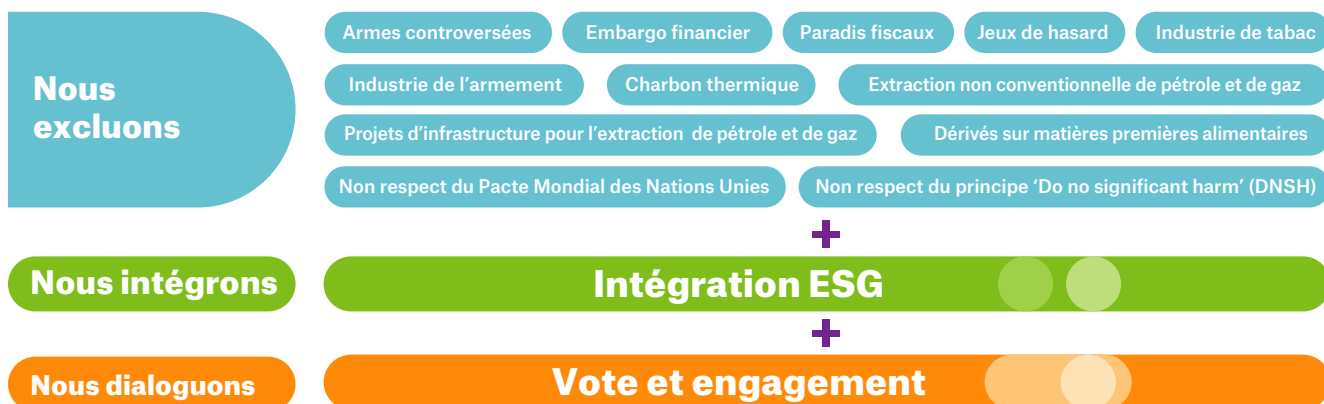 Nous
excluons
Armes controversées
Embargo financier
Paradis fiscaux
Jeux de hasard
Industrie de tabac
Industrie de l’armement
Charbon thermique
Extraction non conventionnelle de pétrole et de gaz
Projets d’infrastructure pour l’extraction de pétrole et de gaz
Dérivés sur matières premières alimentaires
Non respect du Pacte Mondial des Nations Unies
Non respect du principe ‘Do no significant harm’ (DNSH)
+
Nous intégrons
Intégration ESG
+
Nous dialoguons
Vote et engagement